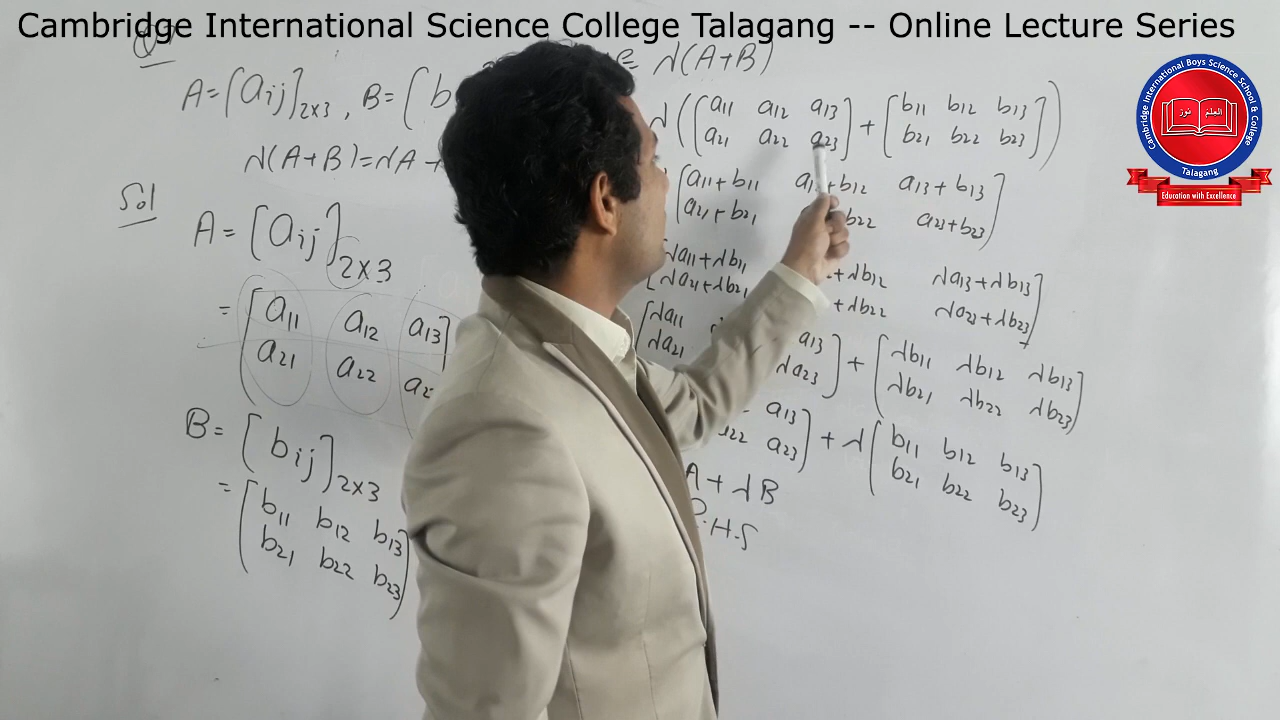 Cambridge International Science College Talagang -- Online Lecture Series
Cambridge International Boys Science School & College
العلم نور
Talagang
Education with Excellence
A=[aij]2x3 , B=[b
λ(A+B)=λA+
Sol
A= [aij]2x3
= [a11 a12 a13
a21 a22
B= [bij]2x3
= [b11 b12 b13
b21 b22 b23]
λ(A+B)
λ([a11 a12 a13] + [b11 b12 b13])
a21 a22 a23 b21 b22 b23
[a11+b11 +b12 a13+b13]
a21+b21 b22 a23+b23
[λa11+λb11 +λb12 λa13+λb13]
λa21+λb21 +λb22 λa23+λb23
[λa11 a13] + [λb11 λb12 λb13]
λa21 λa23 λb21 λb22 λb23
a13] + λ[b11 b12 b13]
a23 b21 b22 b23
A+λB
.H.S